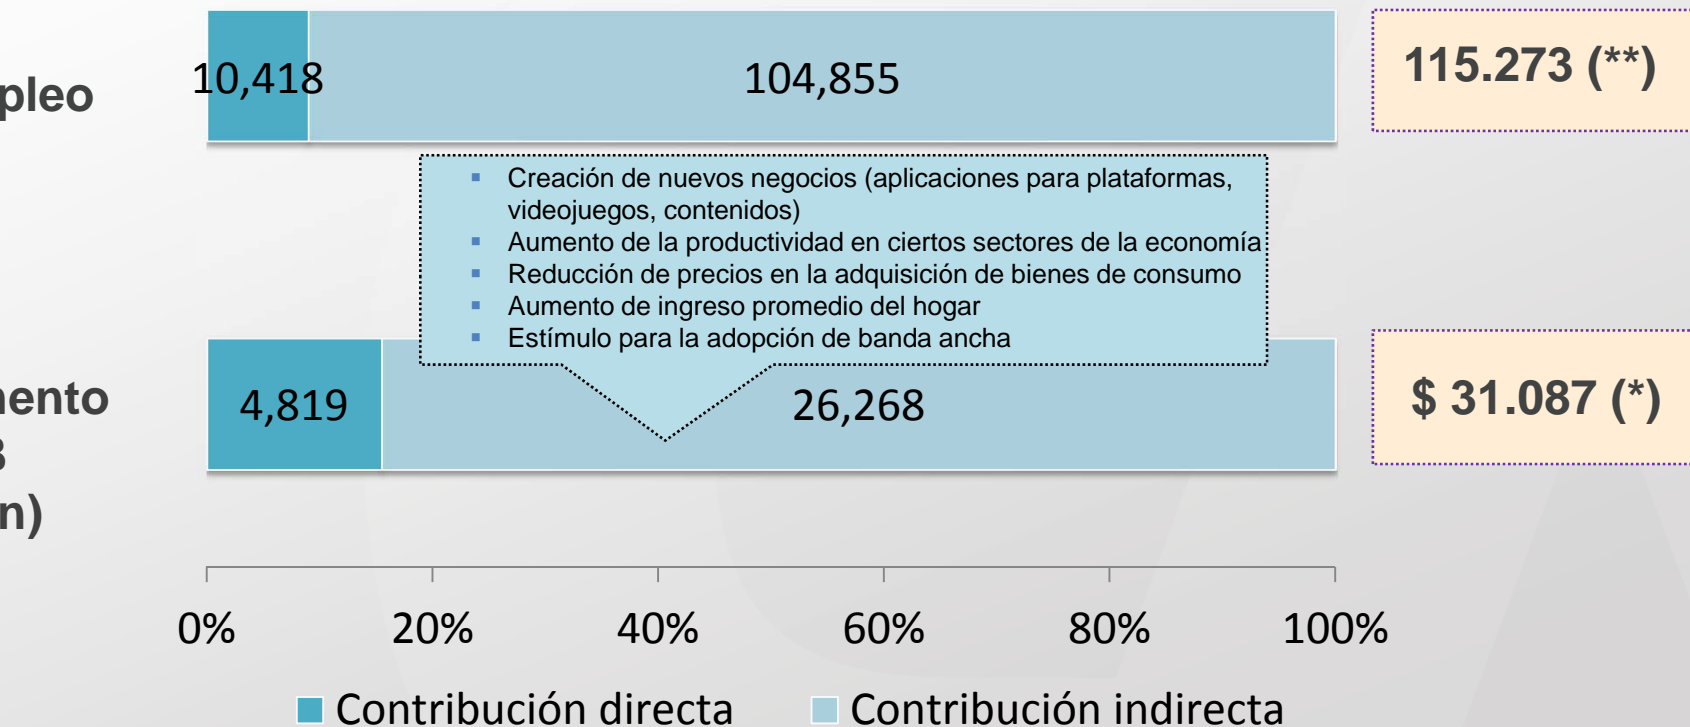 10,418
104,855
115.273 (**)
pleo
▪ Creación de nuevos negocios (aplicaciones para plataformas,
videojuegos, contenidos)
▪ Aumento de la productividad en ciertos sectores de la economía
▪ Reducción de precios en la adquisición de bienes de consumo
▪ Aumento de ingreso promedio del hogar
▪ Estímulo para la adopción de banda ancha
ento
4,819
26,268
$ 31.087 (*)
n)
0% 20% 40% 60% 80% 100%
Contribución directa Contribución indirecta